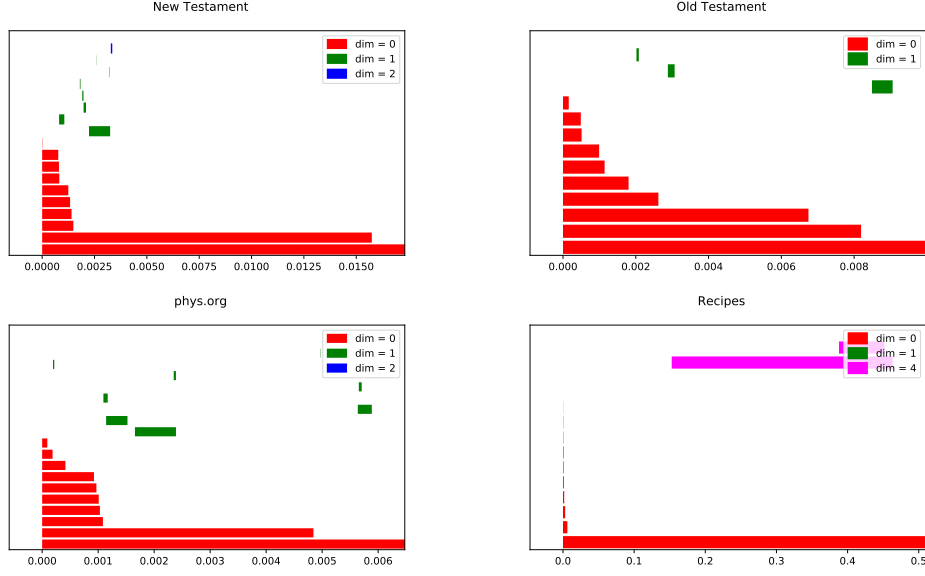 New Testament
dim = 0
dim = 1
dim = 2
0.0000 0.0025 0.0050 0.0075 0.0100 0.0125 0.0150
Old Testament
dim = 0
dim = 1
0.000 0.002 0.004 0.006 0.008
phys.org
dim = 0
dim = 1
dim = 2
0.000 0.001 0.002 0.003 0.004 0.005 0.006
Recipes
dim = 0
dim = 1
dim = 4
0.0 0.1 0.2 0.3 0.4 0.5